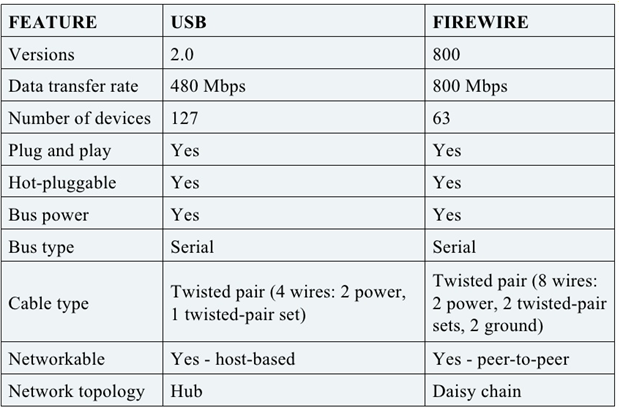 FEATURE USB FIREWIRE
Versions 2.0 800
Data transfer rate 480 Mbps 800 Mbps
Number of devices 127 63
Plug and play Yes Yes
Hot-pluggable Yes Yes
Bus power Yes Yes
Bus type Serial Serial
Cable type Twisted pair (4 wires: 2 power, 1 twisted-pair set) Twisted pair (8 wires: 2 power, 2 twisted-pair sets, 2 ground)
Networkable Yes - host-based Yes - peer-to-peer
Network topology Hub Daisy chain